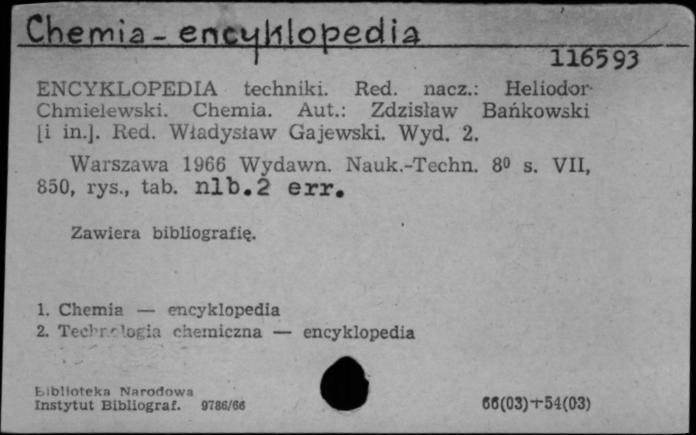 Chemia - encyklopedia
116593
ENCYKLOPEDIA techniki. Red. nacz.: Heliodor
Chmielewski. Chemia. Aut.: Zdzisław Bańkowski
[i in.]. Red. Władysław Gajewski. Wyd. 2.
Warszawa 1966 Wydawn. Nauk.-Techn. 8⁰ s. VII,
850, rys., tab. nlb.2 err.
Zawiera bibliografię.
1. Chemia — encyklopedia
2. Technologia chemiczna — encyklopedia
Biblioteka Narodowa
Instytut Bibliograf. 9786/66
66(03)+54(03)